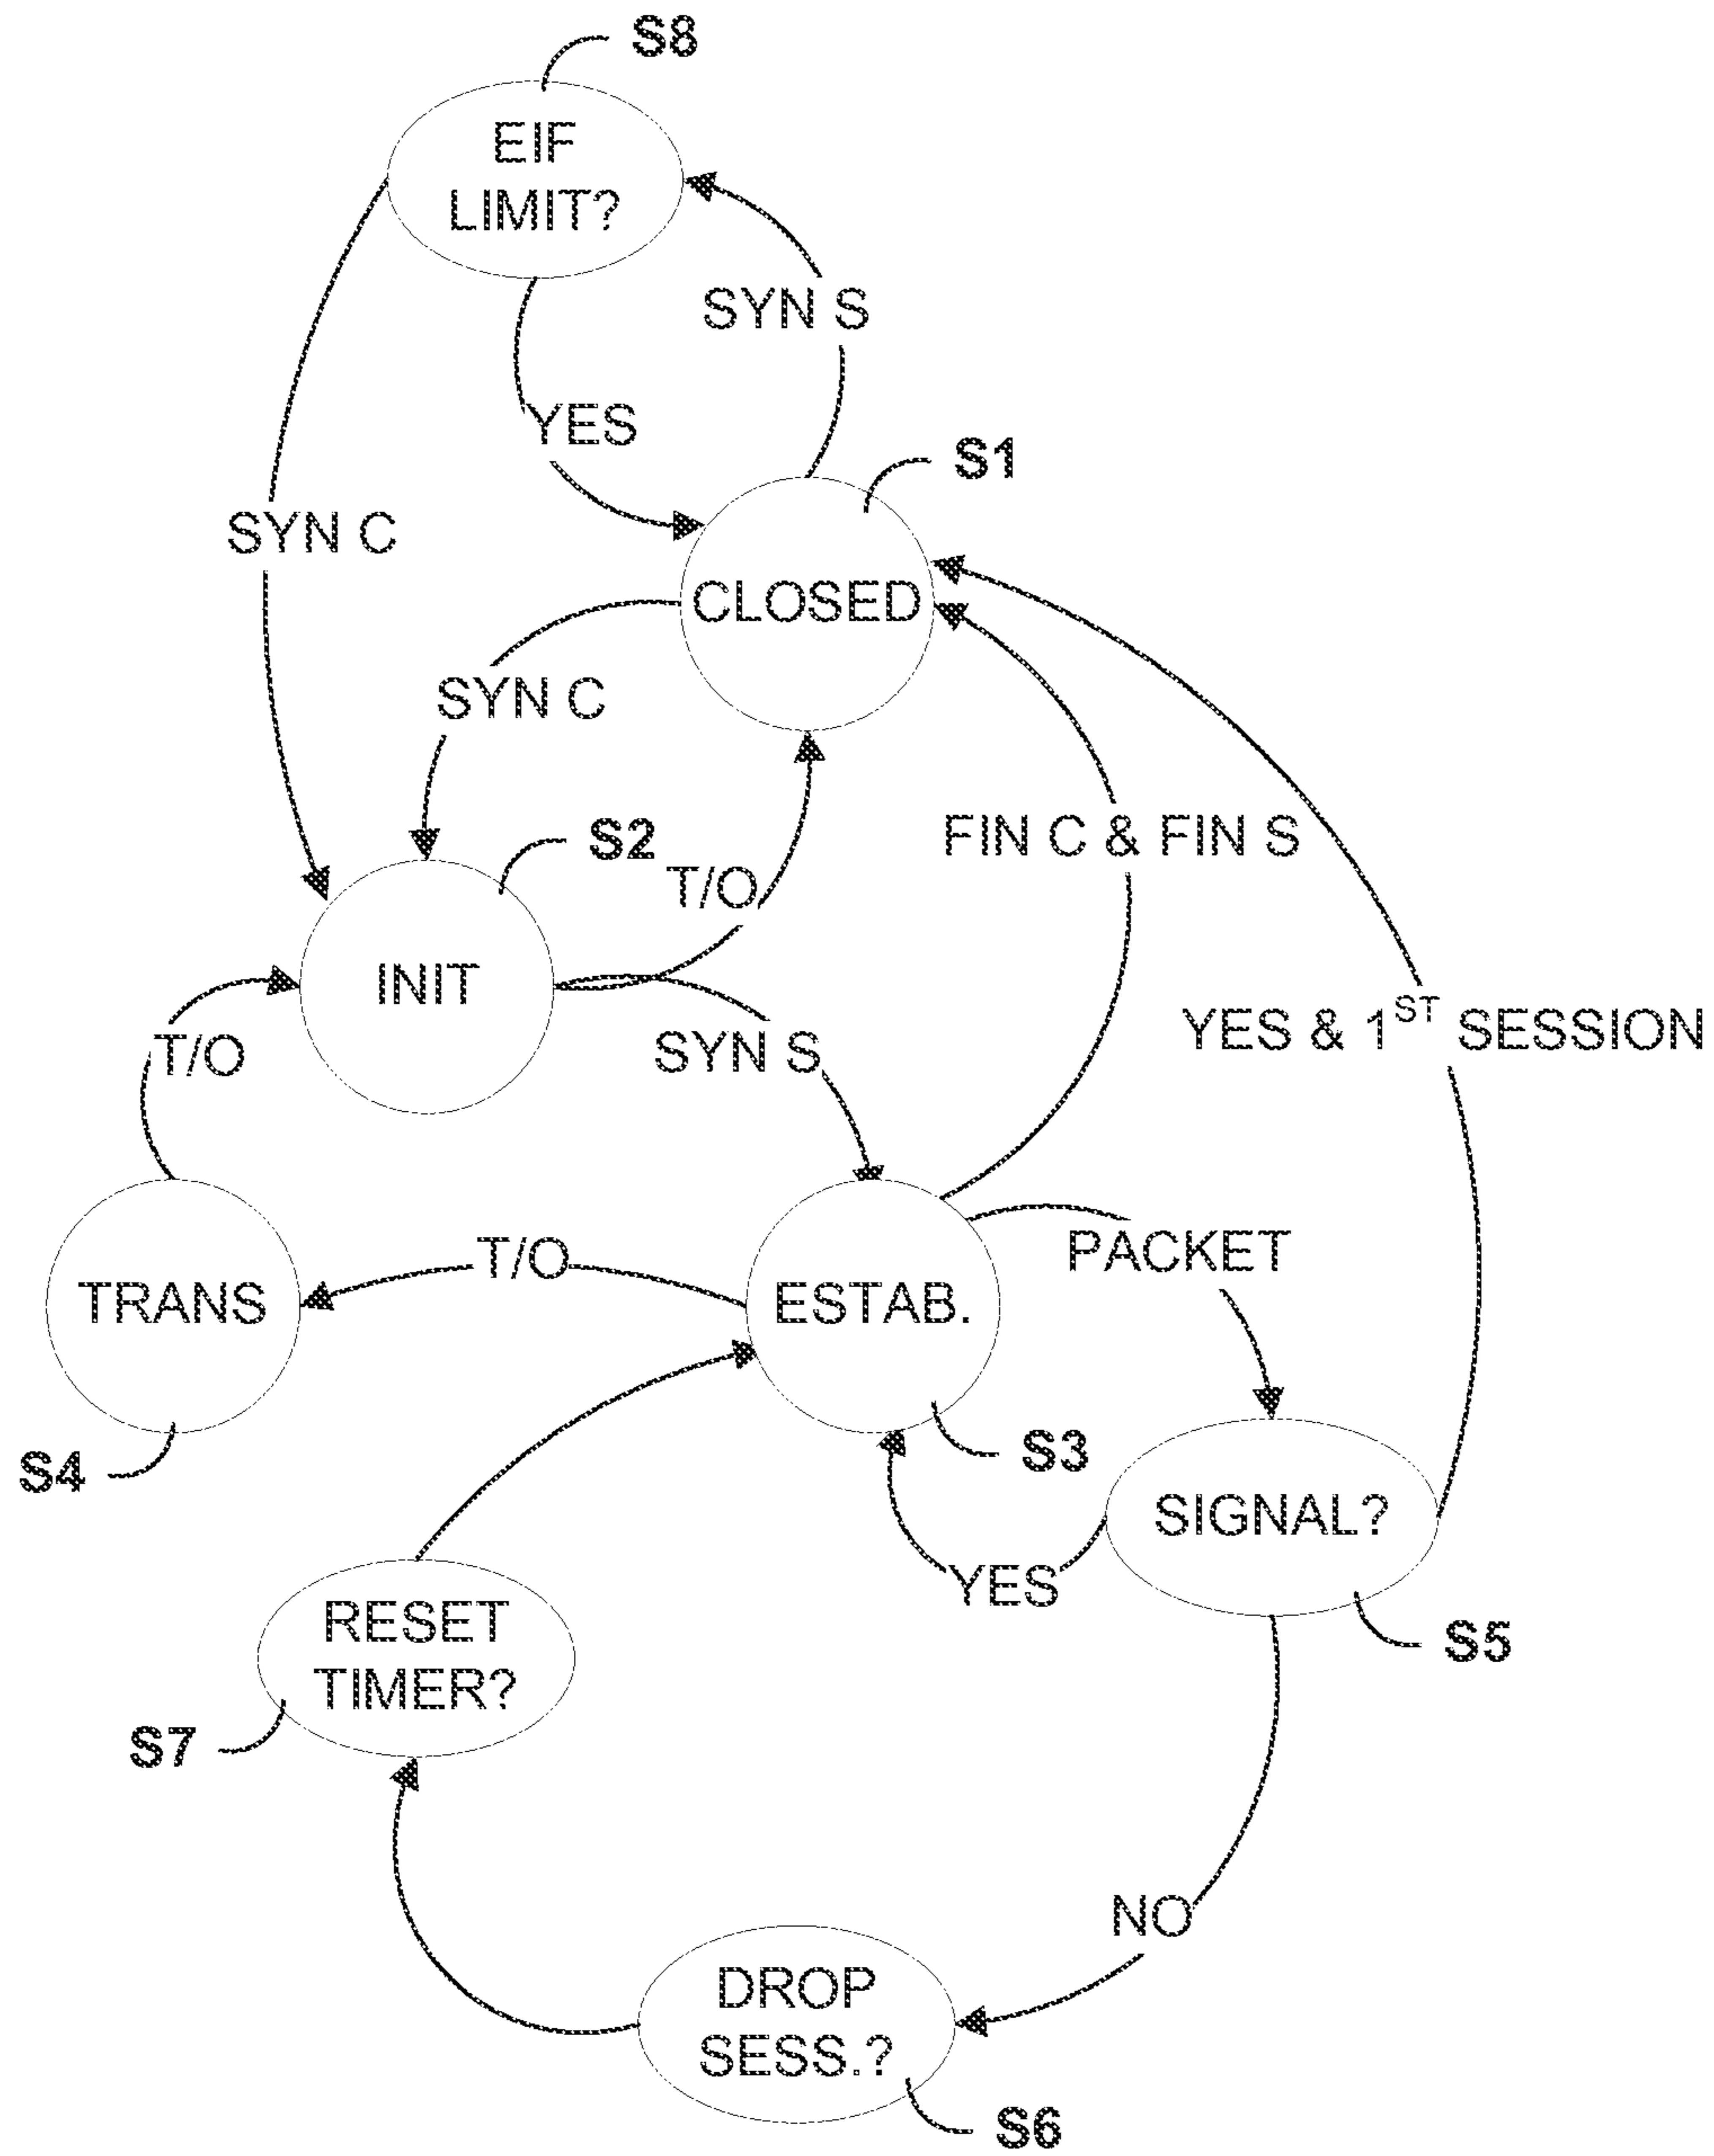 S8
EIF
LIMIT?
SYN S
YES
S1
SYN C
CLOSED
SYN C
S2
T/O
FIN C & FIN S
INIT
YES & 1ST SESSION
T/O
SYN S
PACKET
T/O
TRANS
ESTAB.
S3
S4
SIGNAL?
YES
RESET
TIMER?
S5
S7
NO
DROP
SESS.?
S6